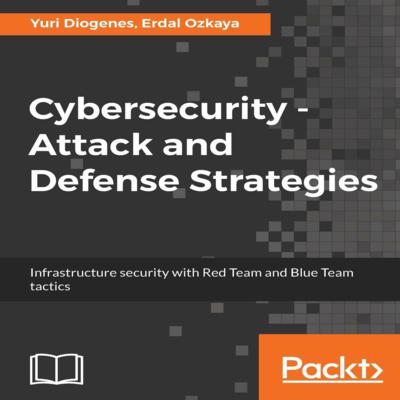 Yuri Diogenes, Erdal Ozkaya
Cybersecurity -
Attack and
Defense Strategies
Infrastructure security with Red Team and Blue Team
tactics
Packt>